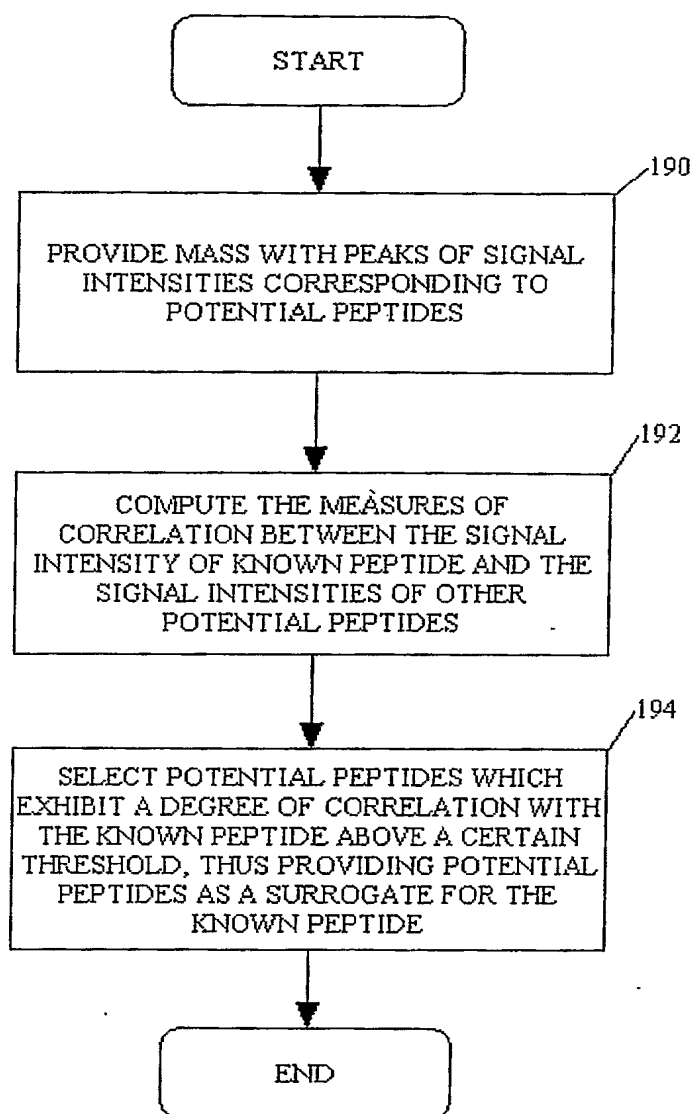 START
190
PROVIDE MASS WITH PEAKS OF SIGNAL
INTENSITIES CORRESPONDING TO
POTENTIAL PEPTIDES
192
COMPUTE THE MEASURES OF
CORRELATION BETWEEN THE SIGNAL
INTENSITY OF KNOWN PEPTIDE AND THE
SIGNAL INTENSITIES OF OTHER
POTENTIAL PEPTIDES
194
SELECT POTENTIAL PEPTIDES WHICH
EXHIBIT A DEGREE OF CORRELATION WITH
THE KNOWN PEPTIDE ABOVE A CERTAIN
THRESHOLD, THUS PROVIDING POTENTIAL
PEPTIDES AS A SURROGATE FOR THE
KNOWN PEPTIDE
END